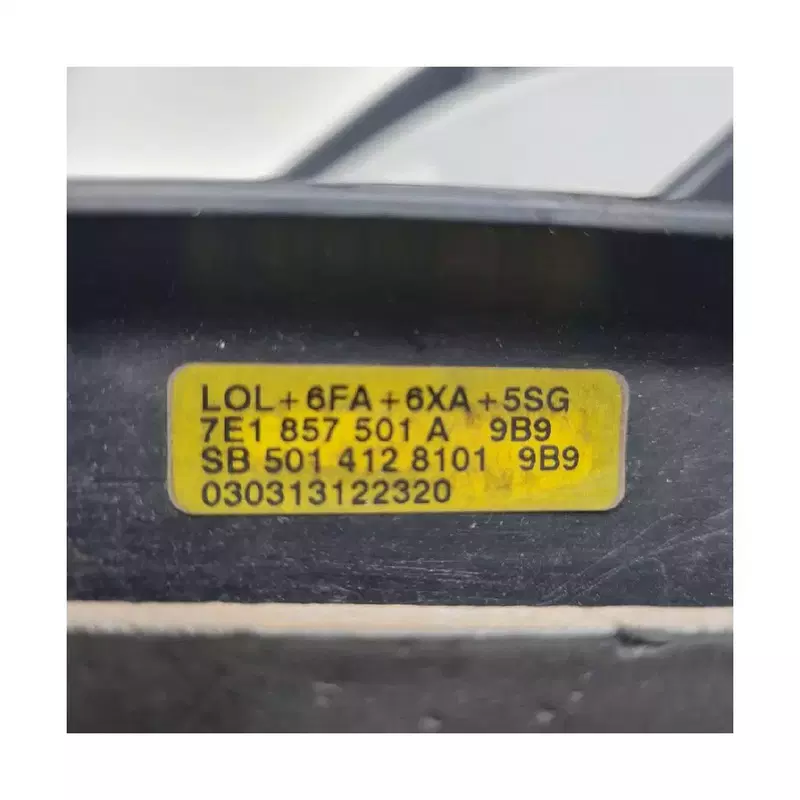 LOL+6FA+6XA+5SG
7E1 857 501 A 9B9
SB 501 412 8101 9B9
030313122320